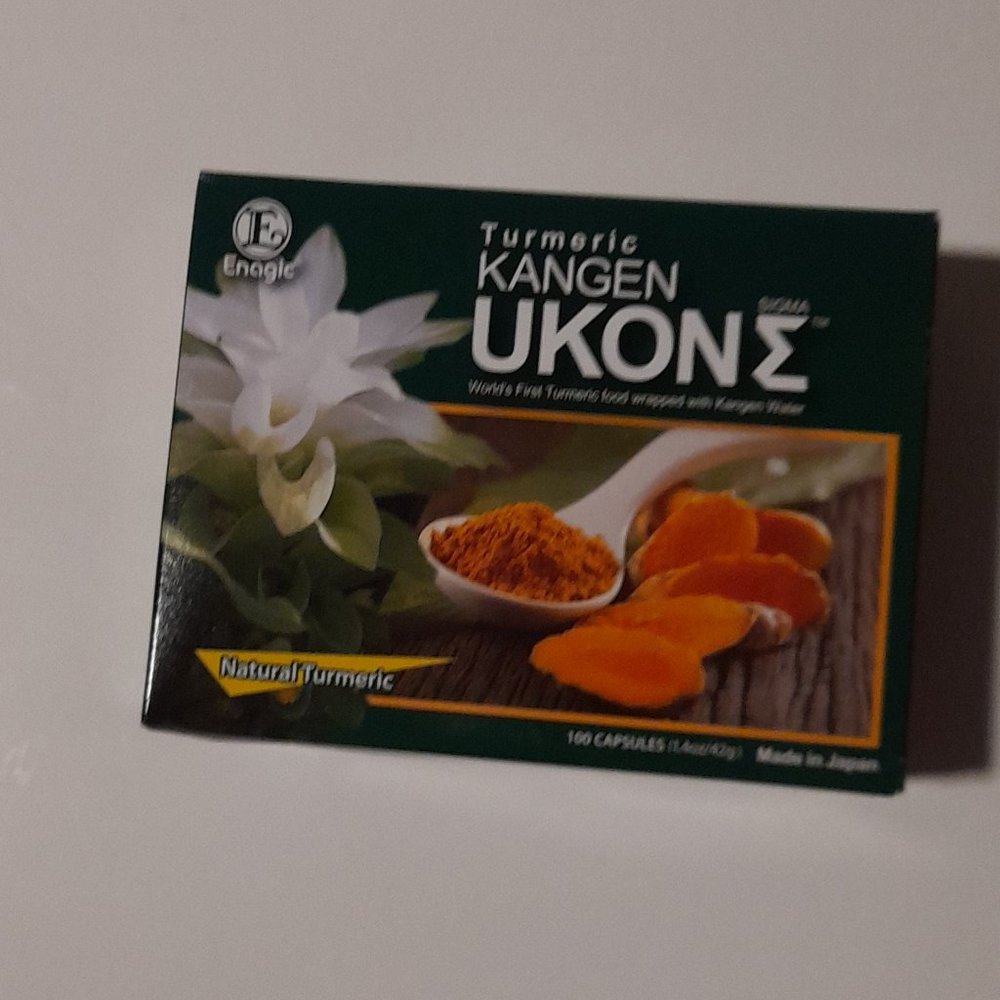 E
Enagic
Turmeric
KANGEN
SIGMA
UKON Σ™
World's First Turmeric food wrapped with Kangen Water
Natural Turmeric
100 CAPSULES (1.4oz/42g) Made in Japan